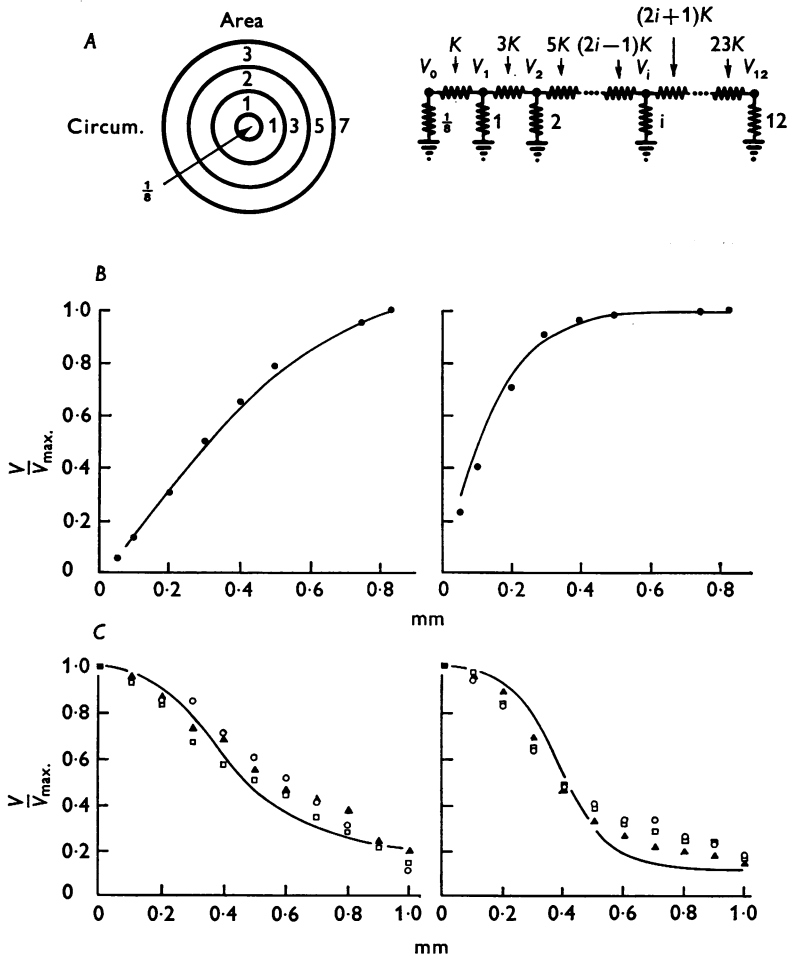 A
Area
3
2
1
Circum. 1 3 5 7
1/8
(2i+1)K
K 3K 5K (2i−1)K 23K
V₀ V₁ V₂ Vᵢ V₁₂
1/8 1 2 i 12
B
1·0
0·8
0·6
0·4
0·2
0
V/Vmax.
0 0·2 0·4 0·6 0·8
0 0·2 0·4 0·6 0·8
mm
C
1·0
0·8
0·6
0·4
0·2
0
V/Vmax.
0 0·2 0·4 0·6 0·8 1·0
0 0·2 0·4 0·6 0·8 1·0
mm